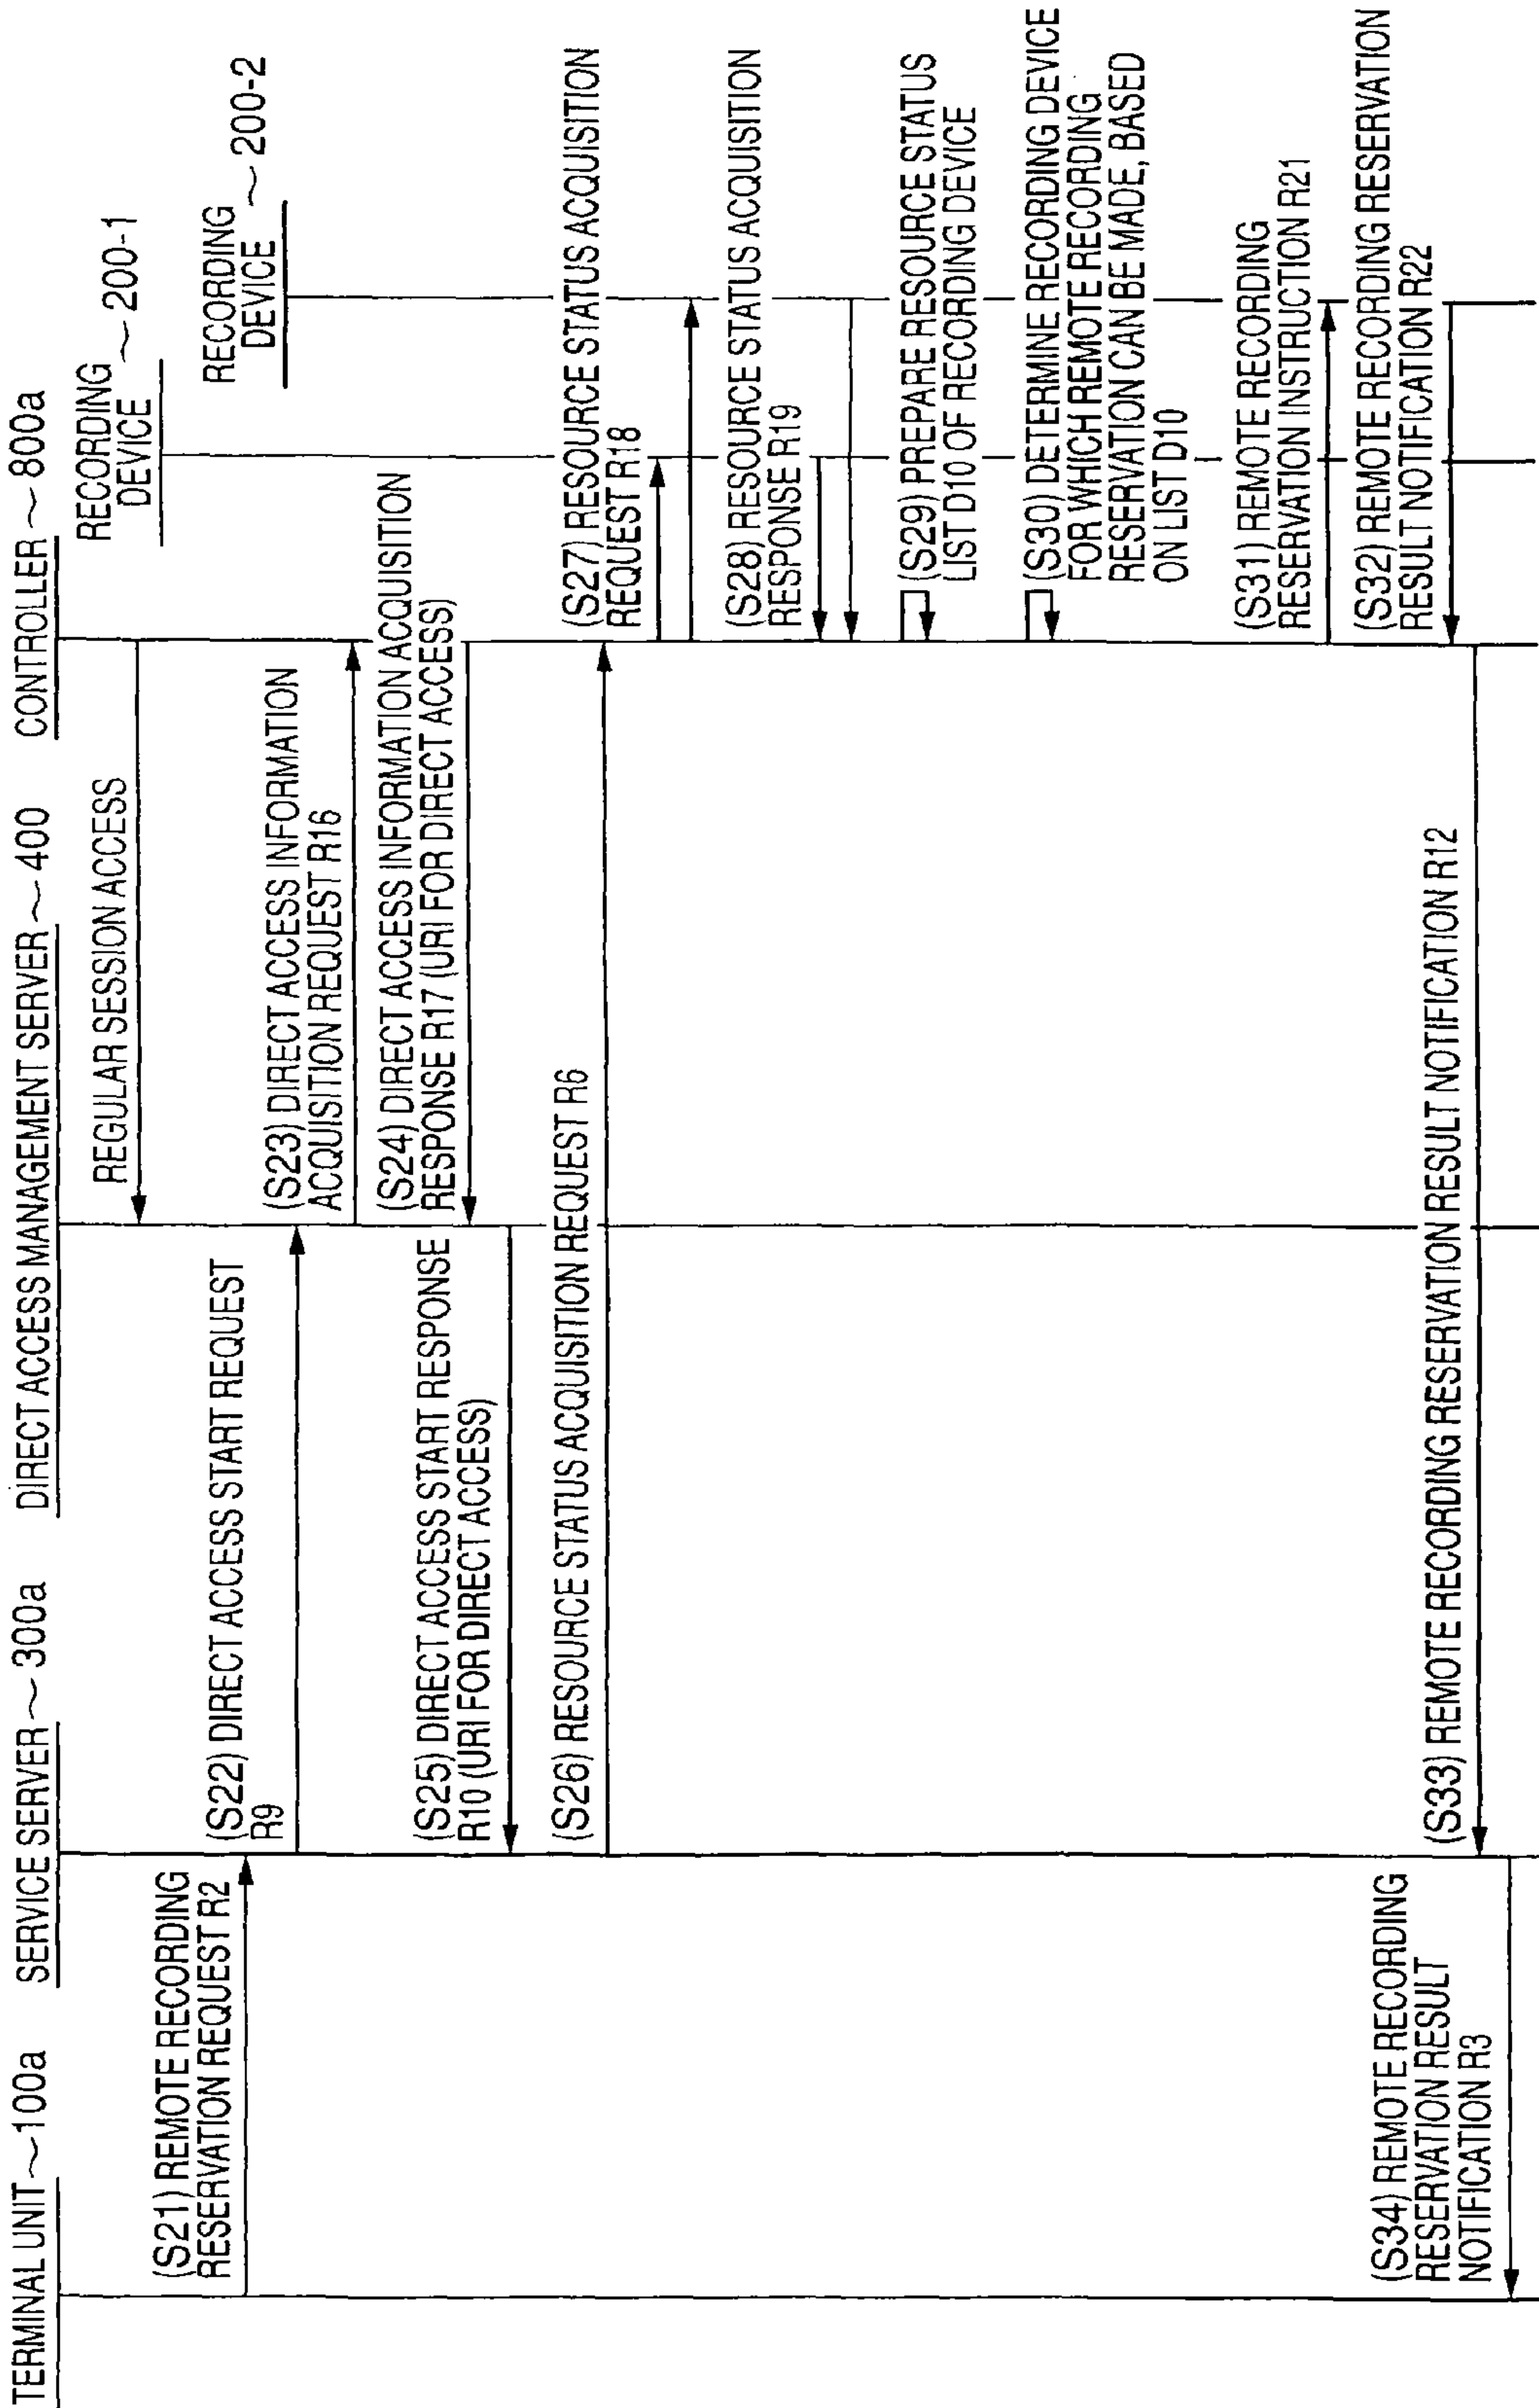 TERMINAL UNIT ~ 100a
SERVICE SERVER ~ 300a
DIRECT ACCESS MANAGEMENT SERVER ~ 400
CONTROLLER ~ 800a
RECORDING
DEVICE ~ 200-1
RECORDING
DEVICE ~ 200-2
REGULAR SESSION ACCESS
(S21) REMOTE RECORDING
RESERVATION REQUEST R2
(S22) DIRECT ACCESS START REQUEST
R9
(S23) DIRECT ACCESS INFORMATION
ACQUISITION REQUEST R16
(S24) DIRECT ACCESS INFORMATION ACQUISITION
RESPONSE R17 (URI FOR DIRECT ACCESS)
(S25) DIRECT ACCESS START RESPONSE
R10 (URI FOR DIRECT ACCESS)
(S26) RESOURCE STATUS ACQUISITION REQUEST R6
(S27) RESOURCE STATUS ACQUISITION
REQUEST R18
(S28) RESOURCE STATUS ACQUISITION
RESPONSE R19
(S29) PREPARE RESOURCE STATUS
LIST D10 OF RECORDING DEVICE
(S30) DETERMINE RECORDING DEVICE
FOR WHICH REMOTE RECORDING
RESERVATION CAN BE MADE, BASED
ON LIST D10
(S31) REMOTE RECORDING
RESERVATION INSTRUCTION R21
(S32) REMOTE RECORDING RESERVATION
RESULT NOTIFICATION R22
(S33) REMOTE RECORDING RESERVATION RESULT NOTIFICATION R12
(S34) REMOTE RECORDING
RESERVATION RESULT
NOTIFICATION R3